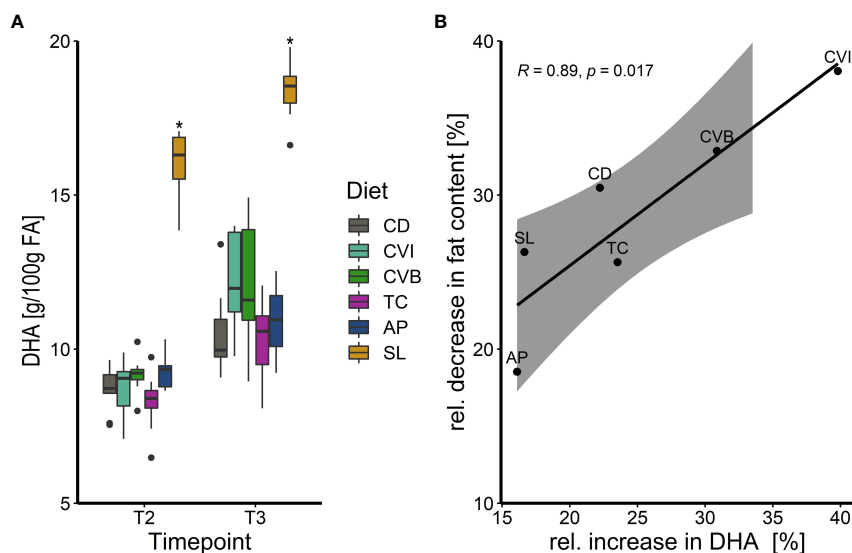 A
20
15
10
5
DHA [g/100g FA]
*
*
T2
T3
Timepoint
Diet
CD
CVI
CVB
TC
AP
SL
B
40
30
20
10
rel. decrease in fat content [%]
R = 0.89, p = 0.017
CVI
CVB
CD
SL
TC
AP
15 20 25 30 35 40
rel. increase in DHA [%]